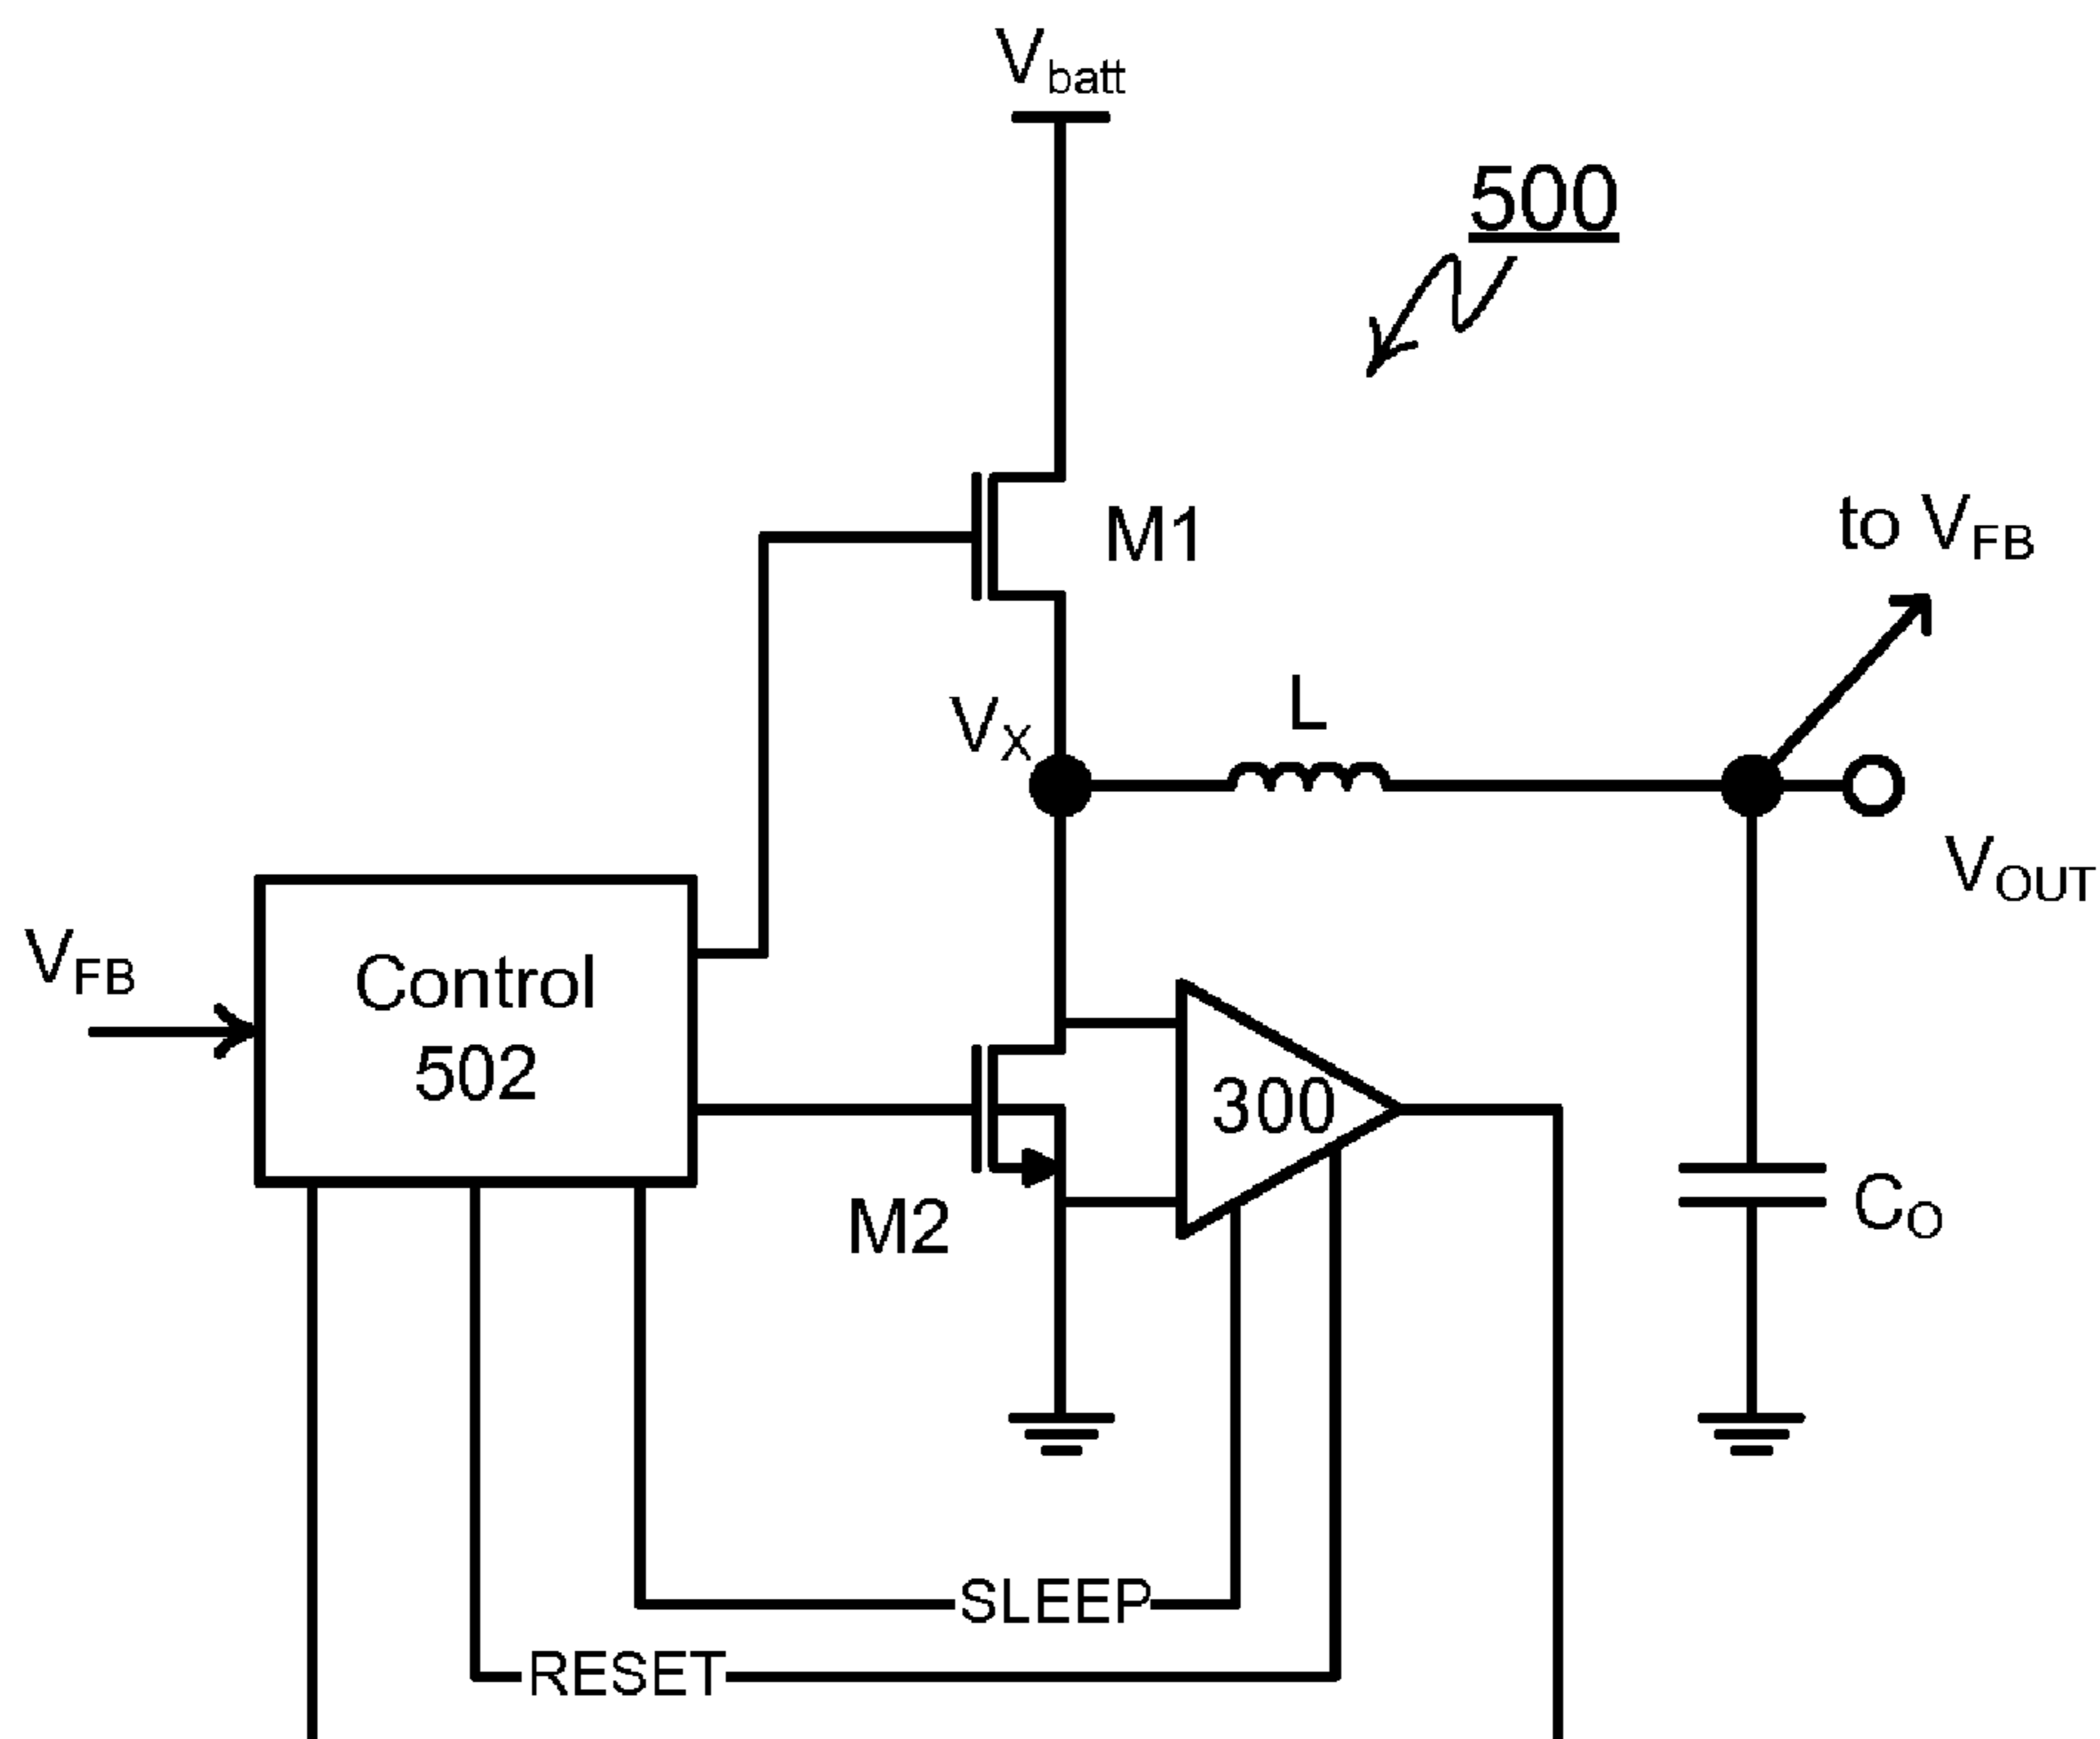 Vbatt
500
M1
to VFB
L
VX
VOUT
VFB
Control
502
300
M2
CO
SLEEP
RESET